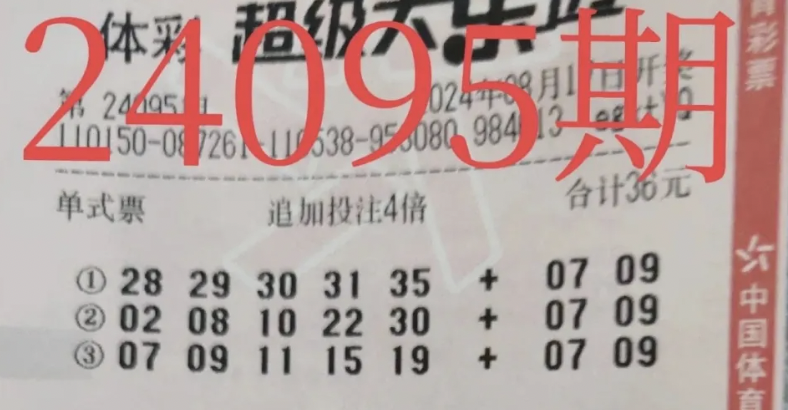 体彩 超级大乐透
24095期
第 24095期 2024年08月1 日开奖
110150-087261-110538-95 080 984
单式票 追加投注4倍 合计36元
① 28 29 30 31 35 + 07 09
② 02 08 10 22 30 + 07 09
③ 07 09 11 15 19 + 07 09
育彩票
中国体育